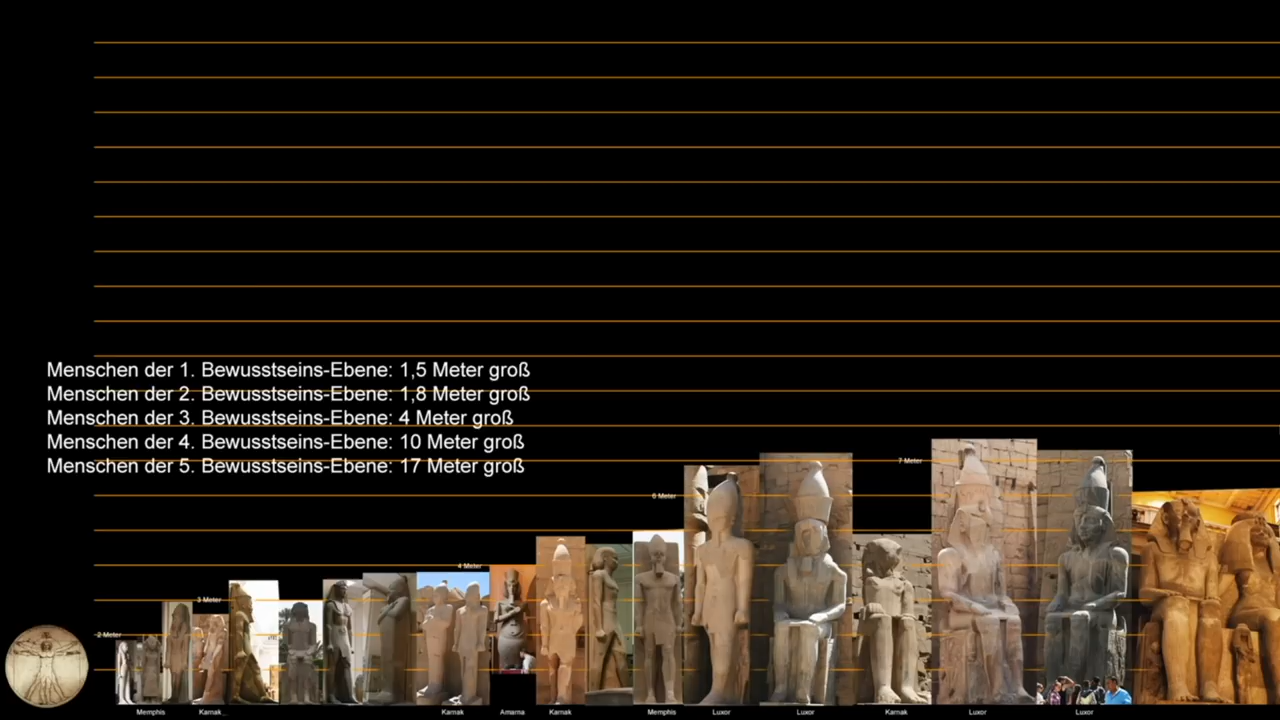 Menschen der 1. Bewusstseins-Ebene: 1,5 Meter groß
Menschen der 2. Bewusstseins-Ebene: 1,8 Meter groß
Menschen der 3. Bewusstseins-Ebene: 4 Meter groß
Menschen der 4. Bewusstseins-Ebene: 10 Meter groß
Menschen der 5. Bewusstseins-Ebene: 17 Meter groß
7 Meter
6 Meter
4 Meter
3 Meter
2 Meter
Memphis Karnak Karnak Amarna Karnak Memphis Luxor Luxor Karnak Luxor Luxor